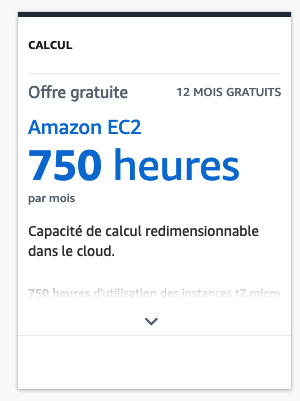 CALCUL
Offre gratuite 12 MOIS GRATUITS
Amazon EC2
750 heures
par mois
Capacité de calcul redimensionnable
dans le cloud.
750 heures d'utilisation des instances t2.micro